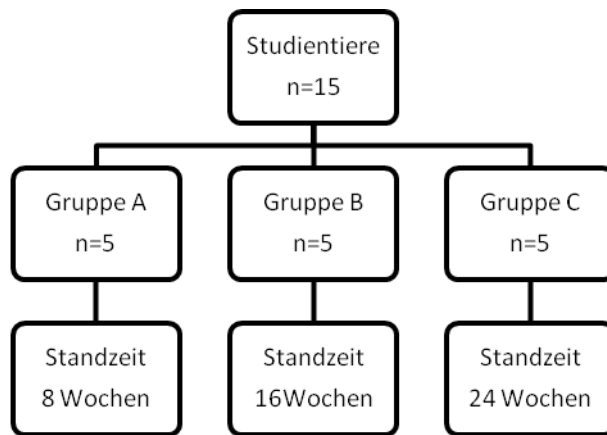 Studientiere
n=15
Gruppe A
n=5
Gruppe B
n=5
Gruppe C
n=5
Standzeit
8 Wochen
Standzeit
16Wochen
Standzeit
24 Wochen